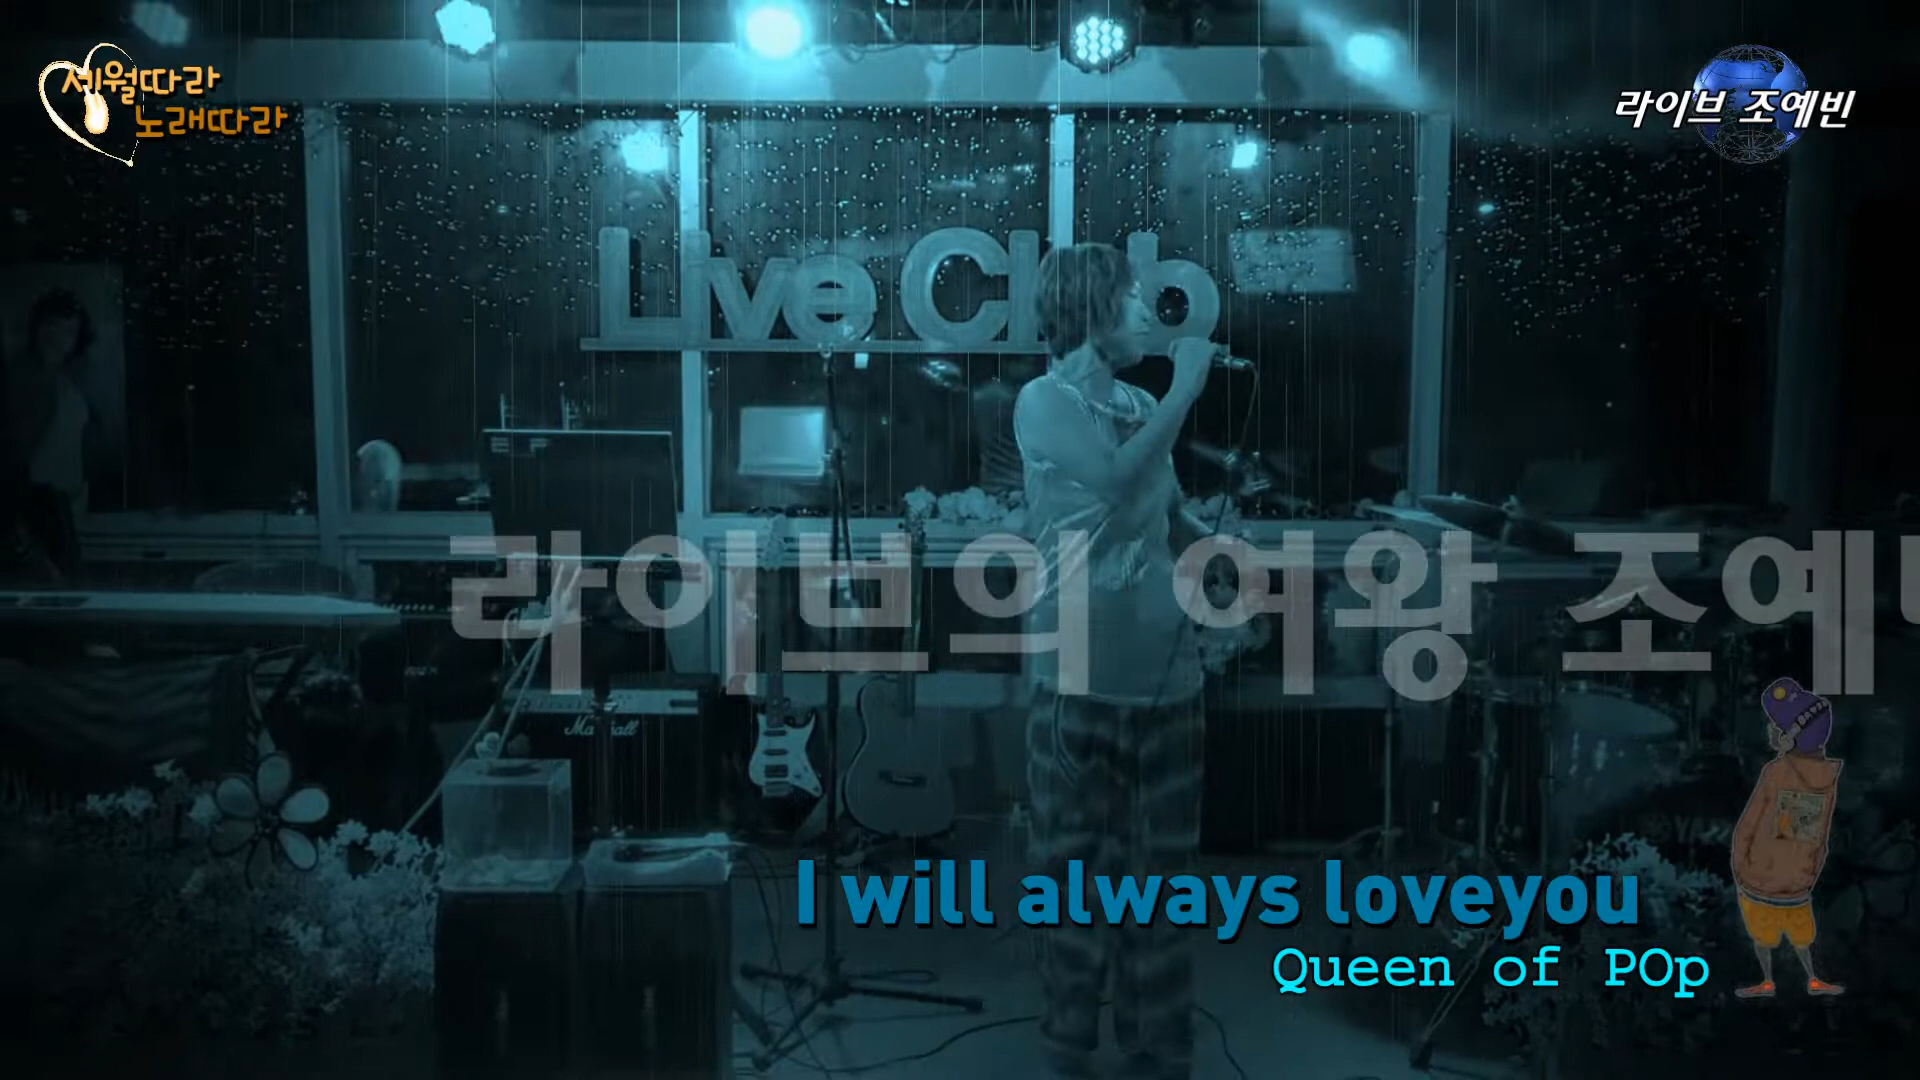 세월따라
노래따라
라이브 조예빈
Live Club
라이브의 여왕 조예
Marshall
I will always loveyou
Queen of POp